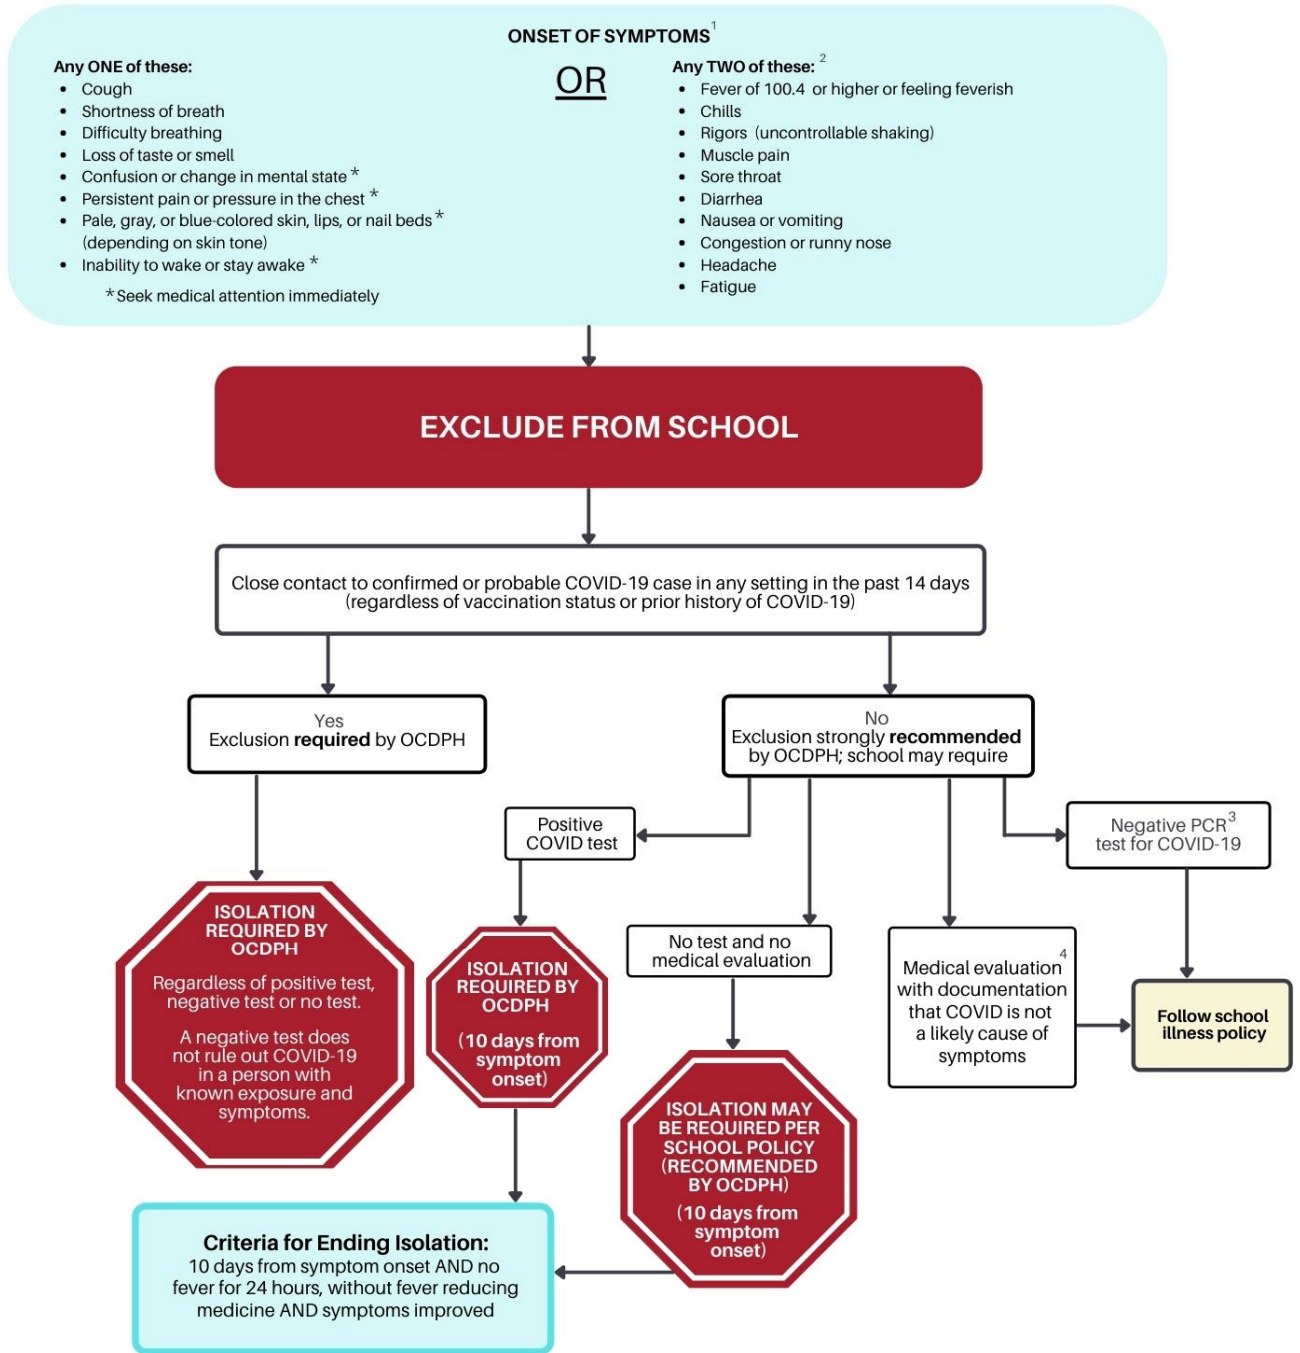 ONSET OF SYMPTOMS1
Any ONE of these:
• Cough
• Shortness of breath
• Difficulty breathing
• Loss of taste or smell
• Confusion or change in mental state *
• Persistent pain or pressure in the chest *
• Pale, gray, or blue-colored skin, lips, or nail beds *
(depending on skin tone)
• Inability to wake or stay awake *
*Seek medical attention immediately
OR
Any TWO of these: 2
• Fever of 100.4 or higher or feeling feverish
• Chills
• Rigors (uncontrollable shaking)
• Muscle pain
• Sore throat
• Diarrhea
• Nausea or vomiting
• Congestion or runny nose
• Headache
• Fatigue
EXCLUDE FROM SCHOOL
Close contact to confirmed or probable COVID-19 case in any setting in the past 14 days
(regardless of vaccination status or prior history of COVID-19)
Yes
Exclusion required by OCDPH
No
Exclusion strongly recommended
by OCDPH; school may require
Positive
COVID test
Negative PCR3
test for COVID-19
ISOLATION
REQUIRED BY
OCDPH
Regardless of positive test,
negative test or no test.
A negative test does
not rule out COVID-19
in a person with
known exposure and
symptoms.
ISOLATION
REQUIRED BY
OCDPH
(10 days from
symptom
onset)
No test and no
medical evaluation
4
Medical evaluation
with documentation
that COVID is not
a likely cause of
symptoms
Follow school
illness policy
ISOLATION MAY
BE REQUIRED PER
SCHOOL POLICY
(RECOMMENDED
BY OCDPH)
(10 days from
symptom
onset)
Criteria for Ending Isolation:
10 days from symptom onset AND no
fever for 24 hours, without fever reducing
medicine AND symptoms improved